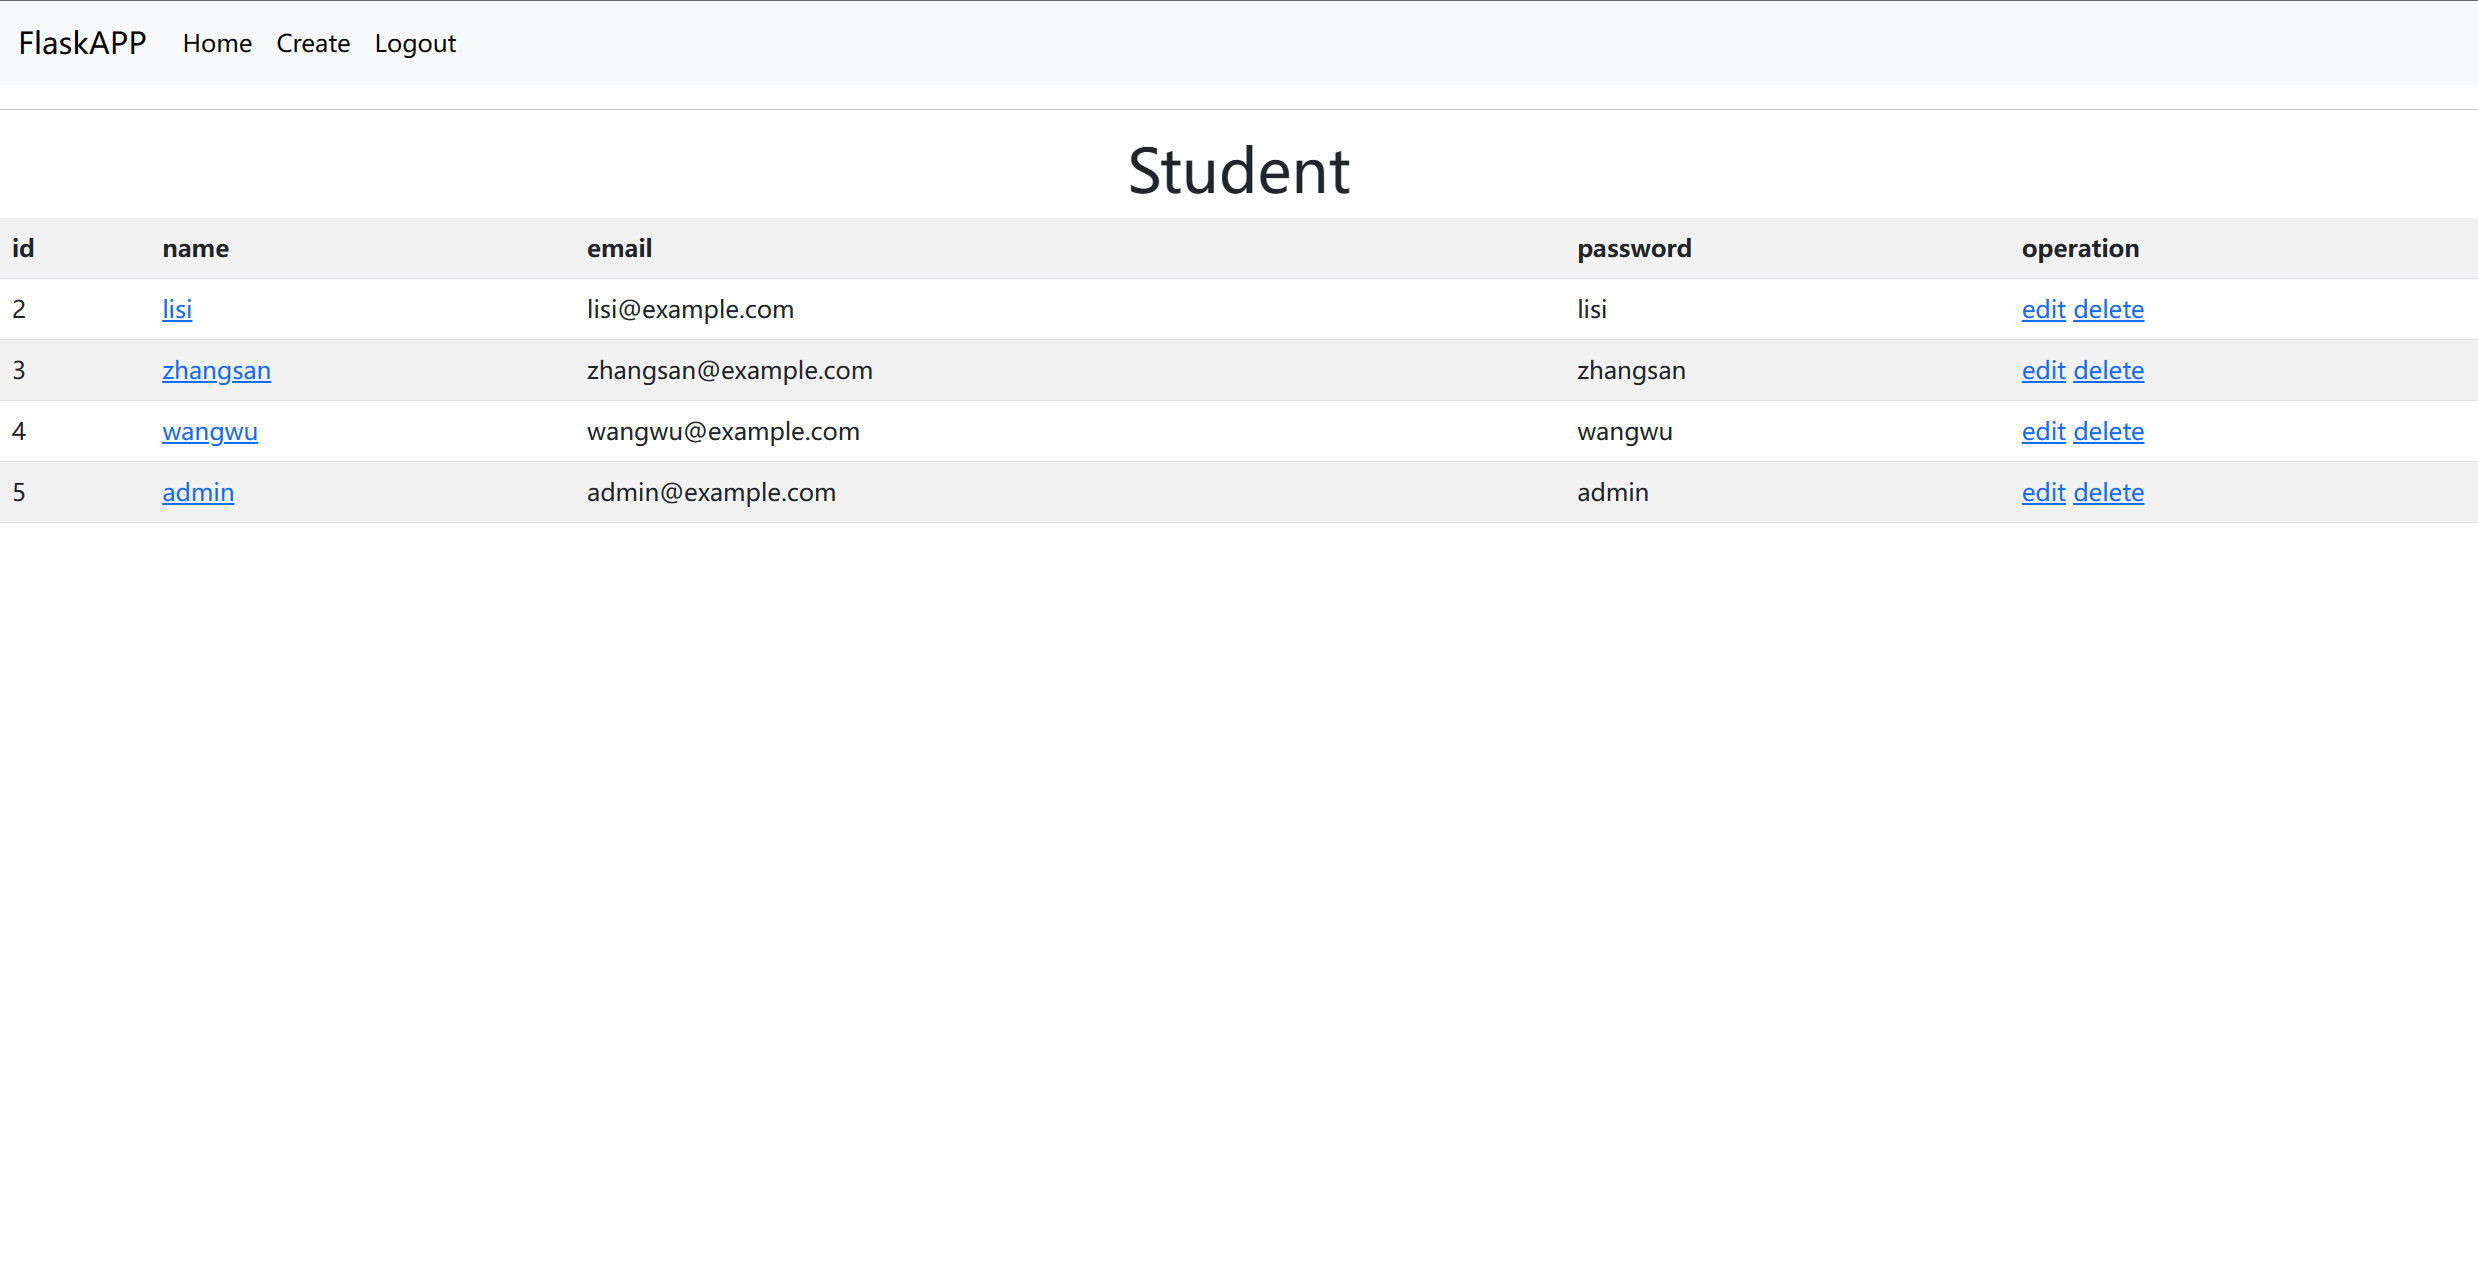 FlaskAPP Home Create Logout
Student
id name email password operation
2 lisi lisi@example.com lisi edit delete
3 zhangsan zhangsan@example.com zhangsan edit delete
4 wangwu wangwu@example.com wangwu edit delete
5 admin admin@example.com admin edit delete